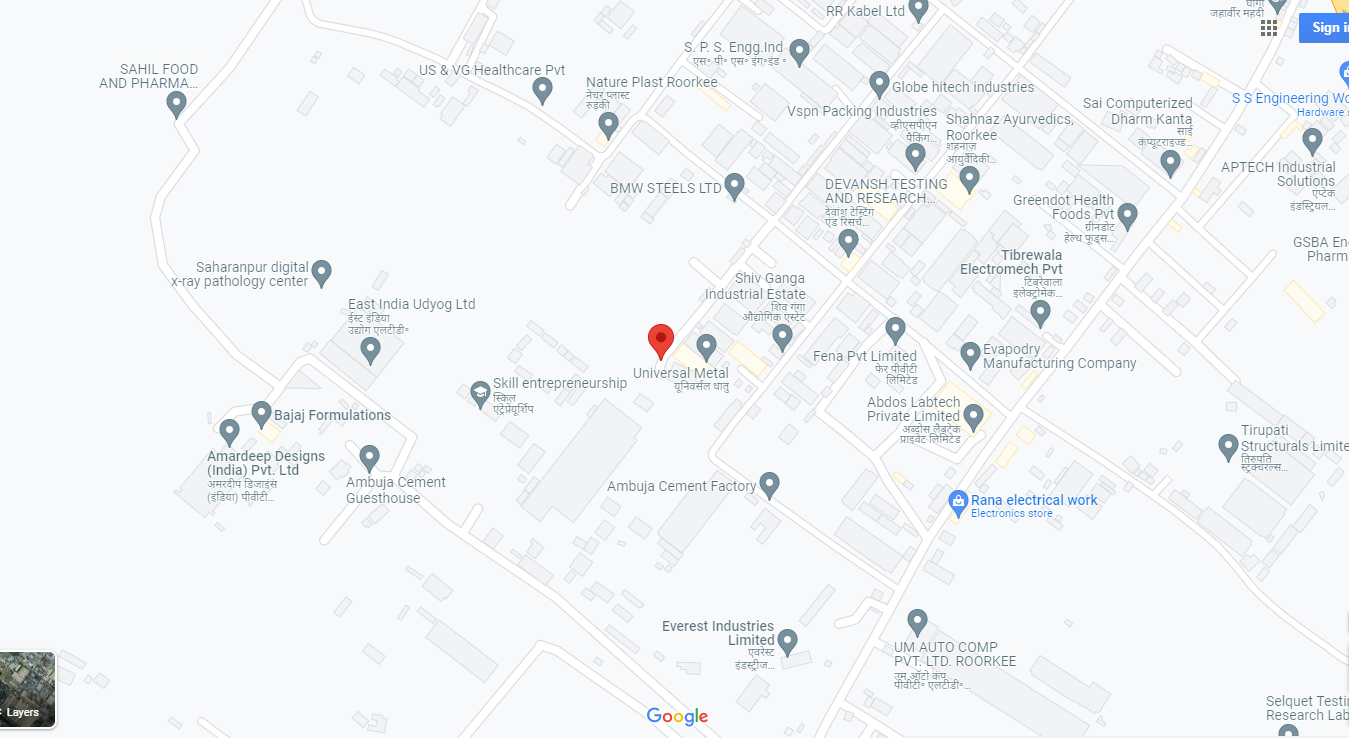 चांगी
जहावीर महदी
RR Kabel Ltd
Sign i
S. P. S. Engg.Ind
एस॰ पी॰ एस॰ इंग॰इंड ॰
SAHIL FOOD
AND PHARMA...
US & VG Healthcare Pvt
Nature Plast Roorkee
नेचर प्लास्ट
रुड़की
Globe hitech industries
S S Engineering Wo
Hardware s
Vspn Packing Industries
व्हीएसपीएन
पैकिंग...
Sai Computerized
Dharm Kanta
साई
कंप्यूटराइज्ड...
Shahnaz Ayurvedics,
Roorkee
शहनाज
आयुर्वेदिकी...
APTECH Industrial
Solutions
एप्टेक
इंडस्ट्रियल...
BMW STEELS LTD
DEVANSH TESTING
AND RESEARCH...
देवांश टेस्टिंग
एंड रिसर्च...
Greendot Health
Foods Pvt
ग्रीनडॉट
हेल्थ फूड्स...
GSBA En
Pharm
Tibrewala
Electromech Pvt
टिबरेवाला
इलेक्ट्रोमेक...
Saharanpur digital
x-ray pathology center
Shiv Ganga
Industrial Estate
शिव गंगा
औद्योगिक एस्टेट
East India Udyog Ltd
ईस्ट इंडिया
उद्योग एलटीडी॰
Universal Metal
यूनिवर्सल धातु
Fena Pvt Limited
फेर पीवीटी
लिमिटेड
Evapodry
Manufacturing Company
Skill entrepreneurship
स्किल
एंट्रेप्रेंयूर्शिप
Abdos Labtech
Private Limited
अब्दोस लैबटेक
प्राइवेट लिमिटेड
Bajaj Formulations
Amardeep Designs
(India) Pvt. Ltd
अमरदीप डिजाइंस
(इंडिया) पीवीटी...
Ambuja Cement
Guesthouse
Tirupati
Structurals Limite
तिरुपति
स्ट्रक्चरल्स...
Ambuja Cement Factory
Rana electrical work
Electronics store
Everest Industries
Limited
एवरेस्ट
इंडस्ट्रीज...
UM AUTO COMP
PVT. LTD. ROORKEE
उम ऑटो कंप
पीवीटी॰ एलटीडी॰...
Layers
Google
Selquet Testin
Research Lab